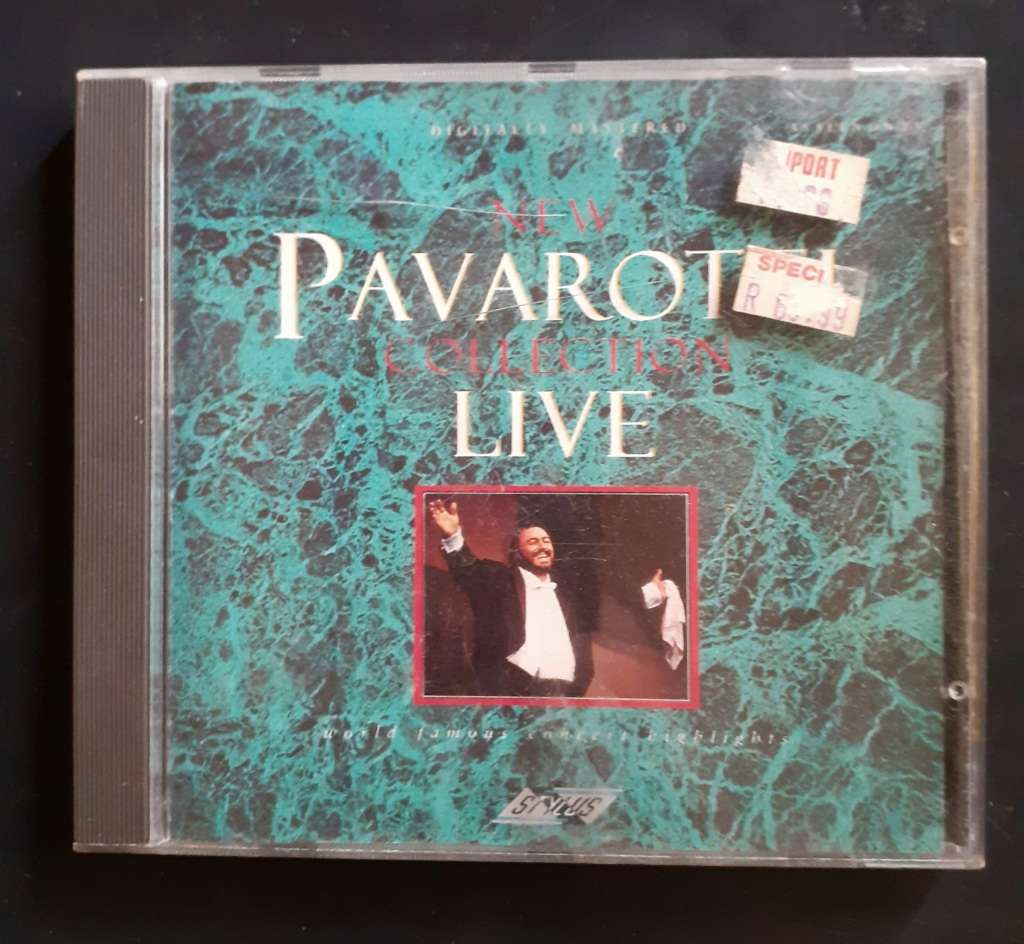 DIGITALLY MASTERED
NEW
PAVAROTTI
COLLECTION
LIVE
SPECI
R
world famous concert highlights
STYLUS